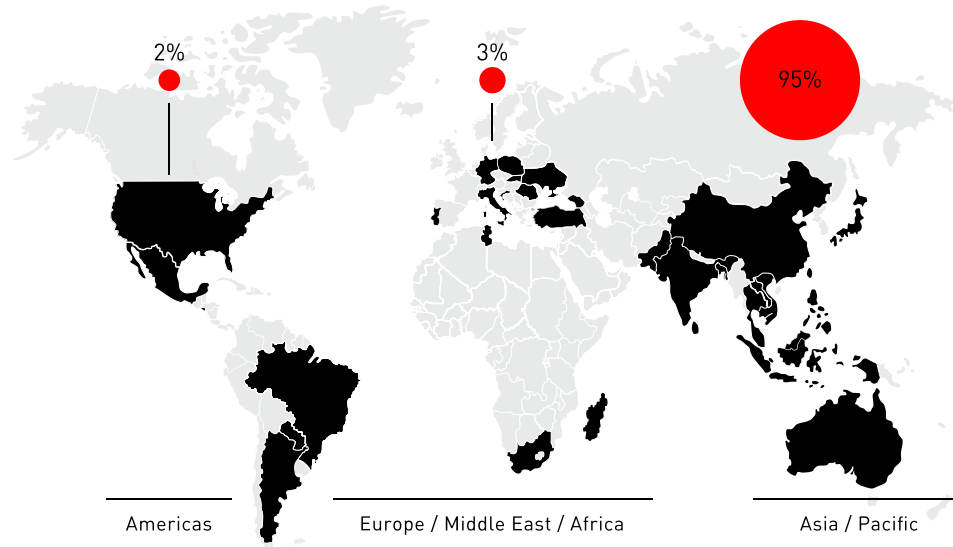 2%
3%
95%
Americas
Europe / Middle East / Africa
Asia / Pacific